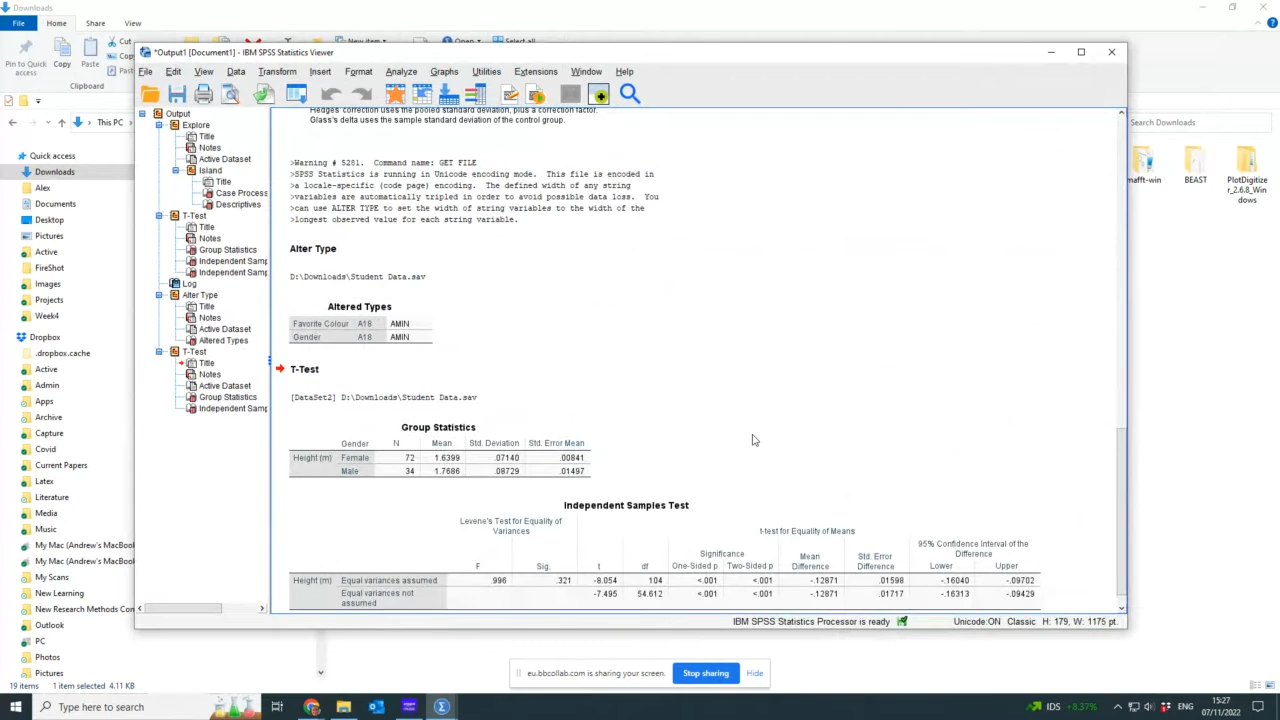 Downloads
File Home Share View
Pin to Quick access
Copy
Paste
Cut
Clipboard
New item
Open
Select all
This PC
Search Downloads
mafft-win
BEAST
PlotDigitizer_2.6.8_Windows
*Output1 [Document1] - IBM SPSS Statistics Viewer
File Edit View Data Transform Insert Format Analyze Graphs Utilities Extensions Window Help
Quick access
Downloads
Alex
Documents
Desktop
Pictures
Active
FireShot
Images
Projects
Week4
Dropbox
.dropbox.cache
Active
Admin
Apps
Archive
Capture
Covid
Current Papers
Latex
Literature
Media
Music
My Mac (Andrew's MacBook
My Mac (Andrew's MacBook
My Scans
New Learning
New Research Methods Con
Outlook
PC
Photos
Pictures
19 items 1 item selected 4.11 KB
Output
Explore
Title
Notes
Active Dataset
Island
Title
Case Process
Descriptives
T-Test
Title
Notes
Group Statistics
Independent Samp
Independent Samp
Log
Alter Type
Title
Notes
Active Dataset
Altered Types
T-Test
Title
Notes
Active Dataset
Group Statistics
Independent Samp
Hedges' correction uses the pooled standard deviation, plus a correction factor.
Glass's delta uses the sample standard deviation of the control group.
>Warning # 5281. Command name: GET FILE
>SPSS Statistics is running in Unicode encoding mode. This file is encoded in
>a locale-specific (code page) encoding. The defined width of any string
>variables are automatically tripled in order to avoid possible data loss. You
>can use ALTER TYPE to set the width of string variables to the width of the
>longest observed value for each string variable.
Alter Type
D:\Downloads\Student Data.sav
Altered Types
Favorite Colour A18 AMIN
Gender A18 AMIN
T-Test
[DataSet2] D:\Downloads\Student Data.sav
Group Statistics
Gender N Mean Std. Deviation Std. Error Mean
Height (m) Female 72 1.6399 .07140 .00841
Male 34 1.7686 .08729 .01497
Independent Samples Test
Levene's Test for Equality of Variances
t-test for Equality of Means
F Sig. t df
Significance
One-Sided p Two-Sided p
Mean Difference
Std. Error Difference
95% Confidence Interval of the Difference
Lower Upper
Height (m) Equal variances assumed .996 .321 -8.054 104 <.001 <.001 -.12871 .01598 -.16040 -.09702
Equal variances not assumed -7.495 54.612 <.001 <.001 -.12871 .01717 -.16313 -.09429
IBM SPSS Statistics Processor is ready Unicode:ON Classic H: 179, W: 1175 pt.
eu.bbcollab.com is sharing your screen. Stop sharing Hide
Type here to search
IDS +8.37% ENG
15:27
07/11/2022